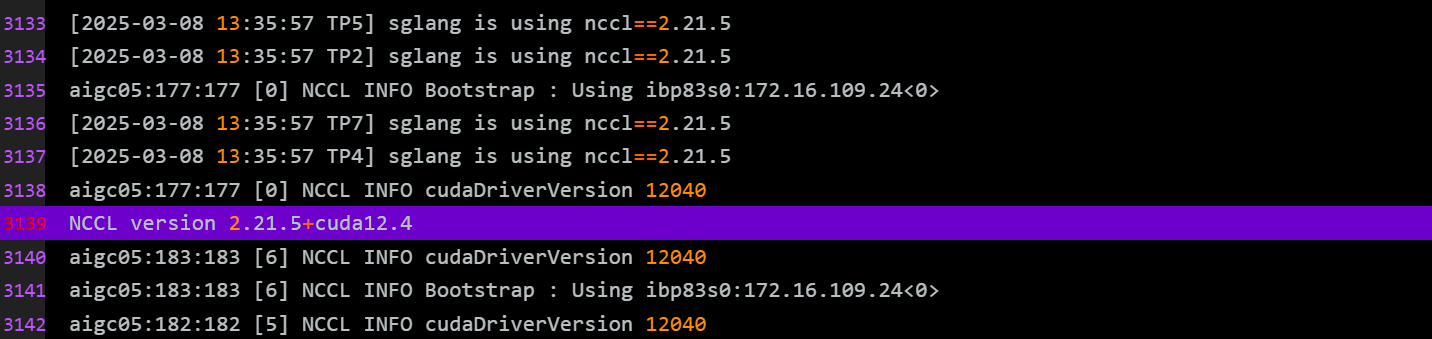 3133 [2025-03-08 13:35:57 TP5] sglang is using nccl==2.21.5
3134 [2025-03-08 13:35:57 TP2] sglang is using nccl==2.21.5
3135 aigc05:177:177 [0] NCCL INFO Bootstrap : Using ibp83s0:172.16.109.24<0>
3136 [2025-03-08 13:35:57 TP7] sglang is using nccl==2.21.5
3137 [2025-03-08 13:35:57 TP4] sglang is using nccl==2.21.5
3138 aigc05:177:177 [0] NCCL INFO cudaDriverVersion 12040
3139 NCCL version 2.21.5+cuda12.4
3140 aigc05:183:183 [6] NCCL INFO cudaDriverVersion 12040
3141 aigc05:183:183 [6] NCCL INFO Bootstrap : Using ibp83s0:172.16.109.24<0>
3142 aigc05:182:182 [5] NCCL INFO cudaDriverVersion 12040